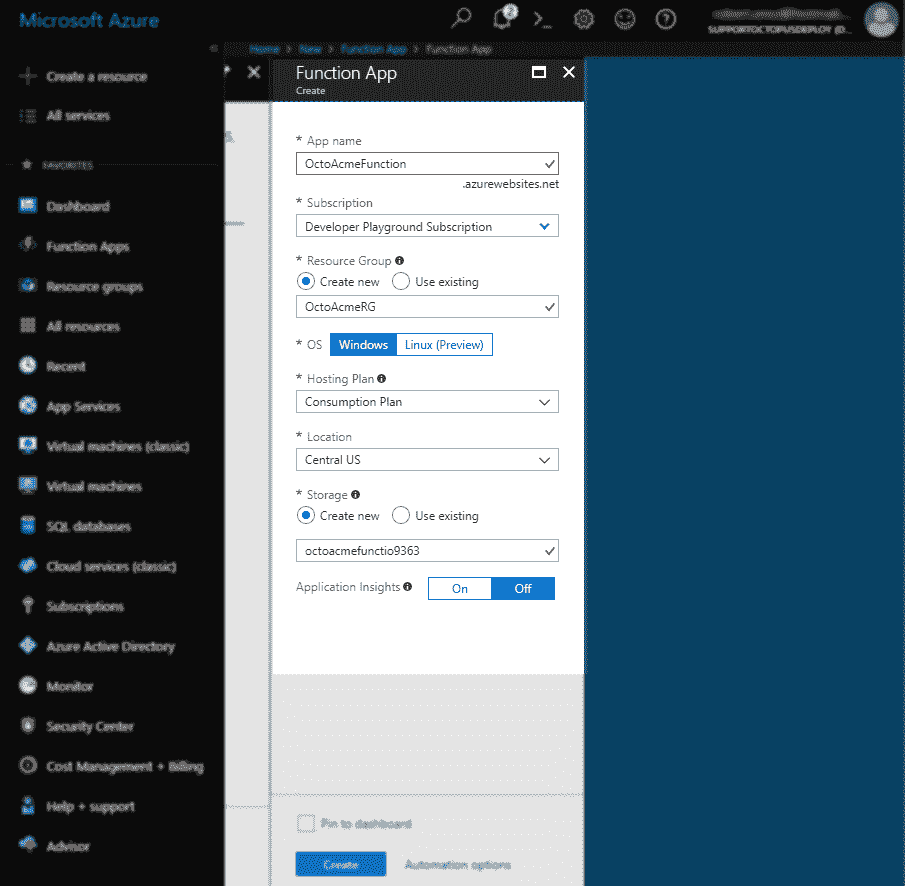 Microsoft Azure
2
SUPPORTOCTOPUSDEPLOY (D...
Home > New > Function App > Function App
Create a resource
All services
FAVORITES
Dashboard
Function Apps
Resource groups
All resources
Recent
App Services
Virtual machines (classic)
Virtual machines
SQL databases
Cloud services (classic)
Subscriptions
Azure Active Directory
Monitor
Security Center
Cost Management + Billing
Help + support
Advisor
Function App
Create
* App name
OctoAcmeFunction
.azurewebsites.net
* Subscription
Developer Playground Subscription
* Resource Group
Create new Use existing
OctoAcmeRG
* OS Windows Linux (Preview)
* Hosting Plan
Consumption Plan
* Location
Central US
* Storage
Create new Use existing
octoacmefunctio9363
Application Insights On Off
Pin to dashboard
Create Automation options